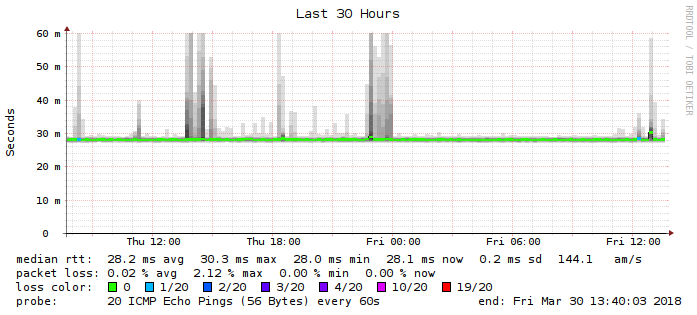 Last 30 Hours
RRDTOOL / TOBI OETIKER
Seconds
60 m
50 m
40 m
30 m
20 m
10 m
0
Thu 12:00 Thu 18:00 Fri 00:00 Fri 06:00 Fri 12:00
median rtt: 28.2 ms avg 30.3 ms max 28.0 ms min 28.1 ms now 0.2 ms sd 144.1 am/s
packet loss: 0.02 % avg 2.12 % max 0.00 % min 0.00 % now
loss color: 0 1/20 2/20 3/20 4/20 10/20 19/20
probe: 20 ICMP Echo Pings (56 Bytes) every 60s end: Fri Mar 30 13:40:03 2018